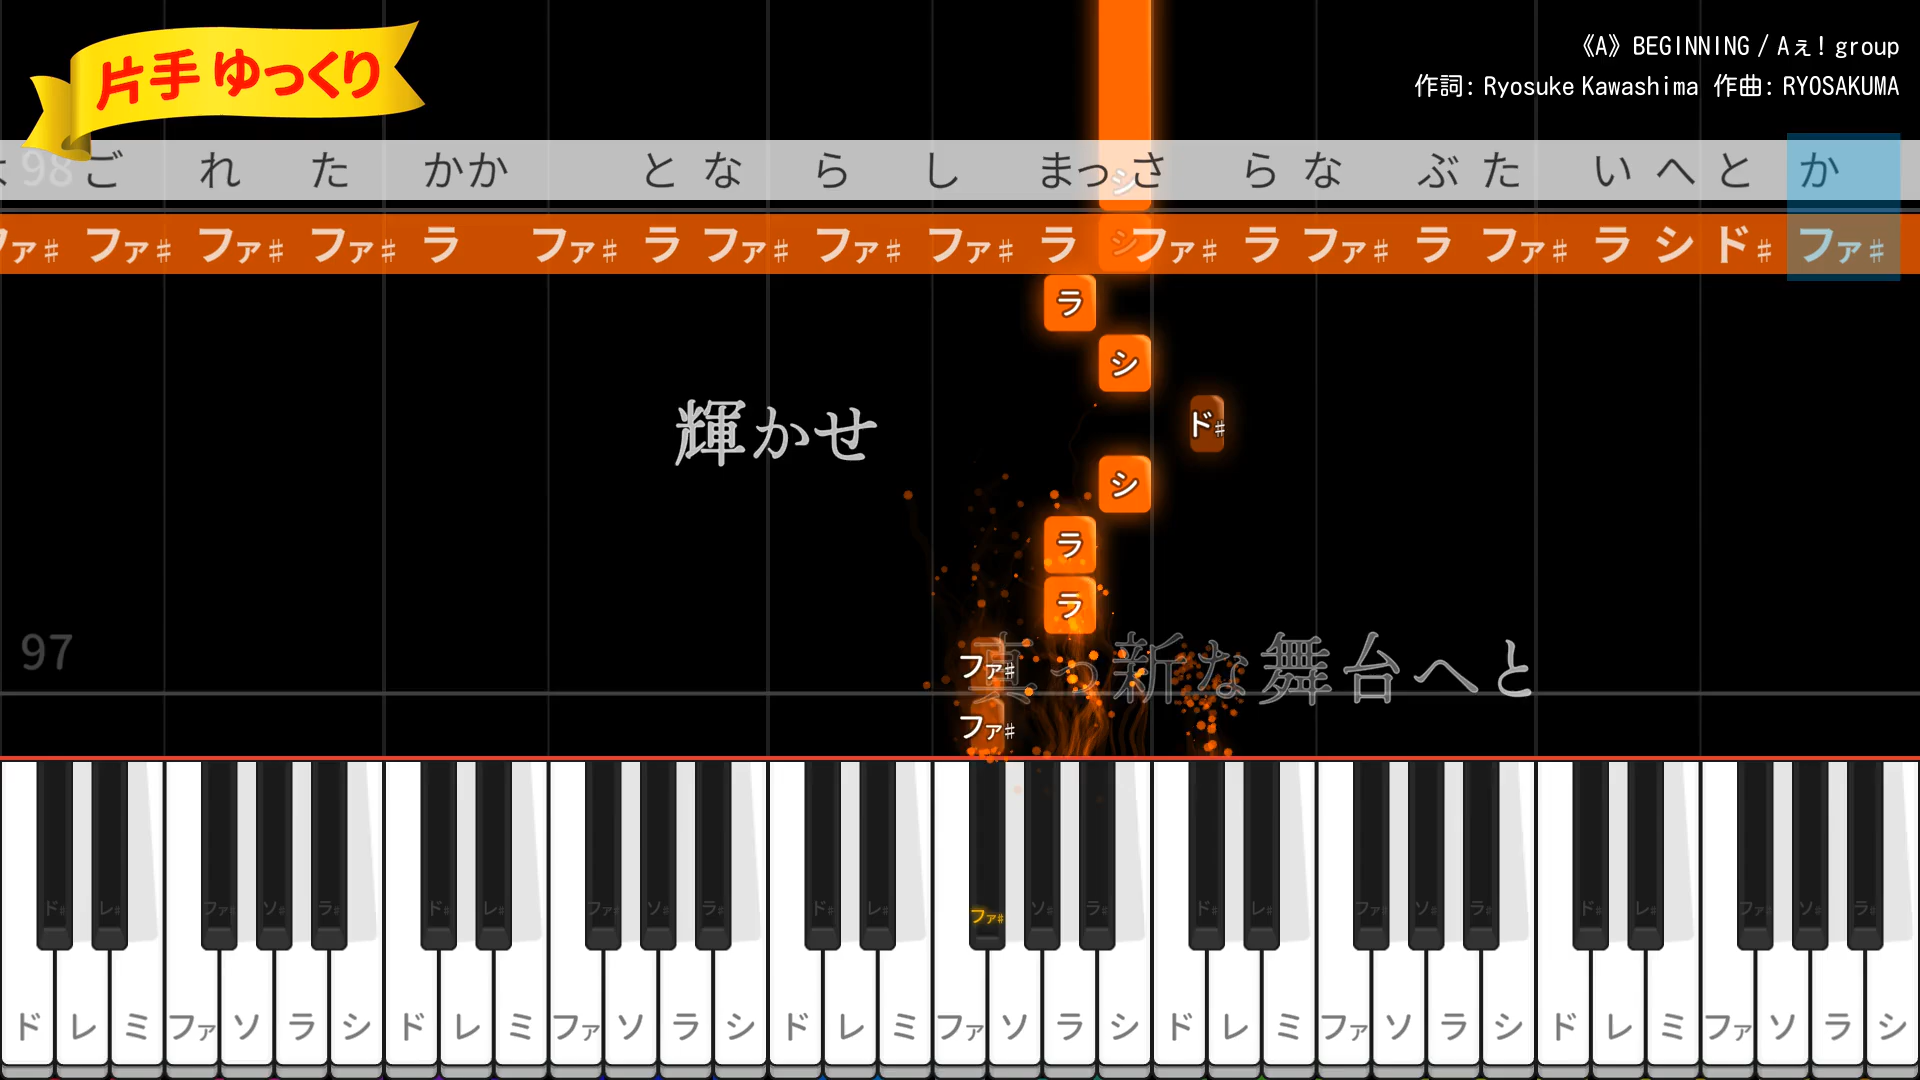 片手 ゆっくり
《A》 BEGINNING / Aぇ! group
作詞: Ryosuke Kawashima 作曲: RYOSAKUMA
98
ご れ た かか と な ら し まっ さ ら な ぶ た い へ と か
シ
ファ♯ ファ♯ ファ♯ ファ♯ ラ ファ♯ ラ ファ♯ ファ♯ ファ♯ ラ ファ♯ ラ ファ♯ ラ ファ♯ ラ シ ド♯ ファ♯
シ
ラ
シ
ド♯
輝かせ
シ
ラ
ラ
97
ファ♯
真っ新な舞台へと
ファ♯
ド♯ レ♯ ファ♯ ソ♯ ラ♯ ド♯ レ♯ ファ♯ ソ♯ ラ♯ ド♯ レ♯ ファ♯ ソ♯ ラ♯ ド♯ レ♯ ファ♯ ソ♯ ラ♯ ド♯ レ♯ ファ♯ ソ♯ ラ♯
ド レ ミ ファ ソ ラ シ ド レ ミ ファ ソ ラ シ ド レ ミ ファ ソ ラ シ ド レ ミ ファ ソ ラ シ ド レ ミ ファ ソ ラ シ